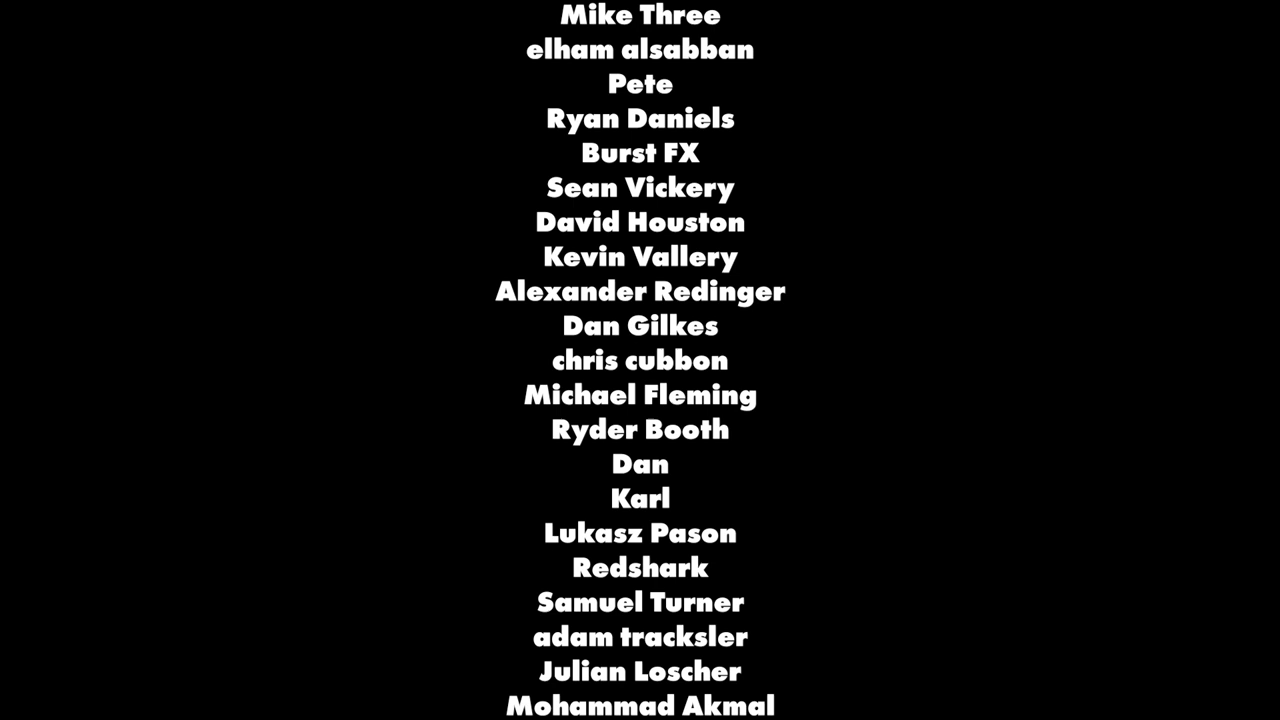 Mike Three
elham alsabban
Pete
Ryan Daniels
Burst FX
Sean Vickery
David Houston
Kevin Vallery
Alexander Redinger
Dan Gilkes
chris cubbon
Michael Fleming
Ryder Booth
Dan
Karl
Lukasz Pason
Redshark
Samuel Turner
adam tracksler
Julian Loscher
Mohammad Akmal